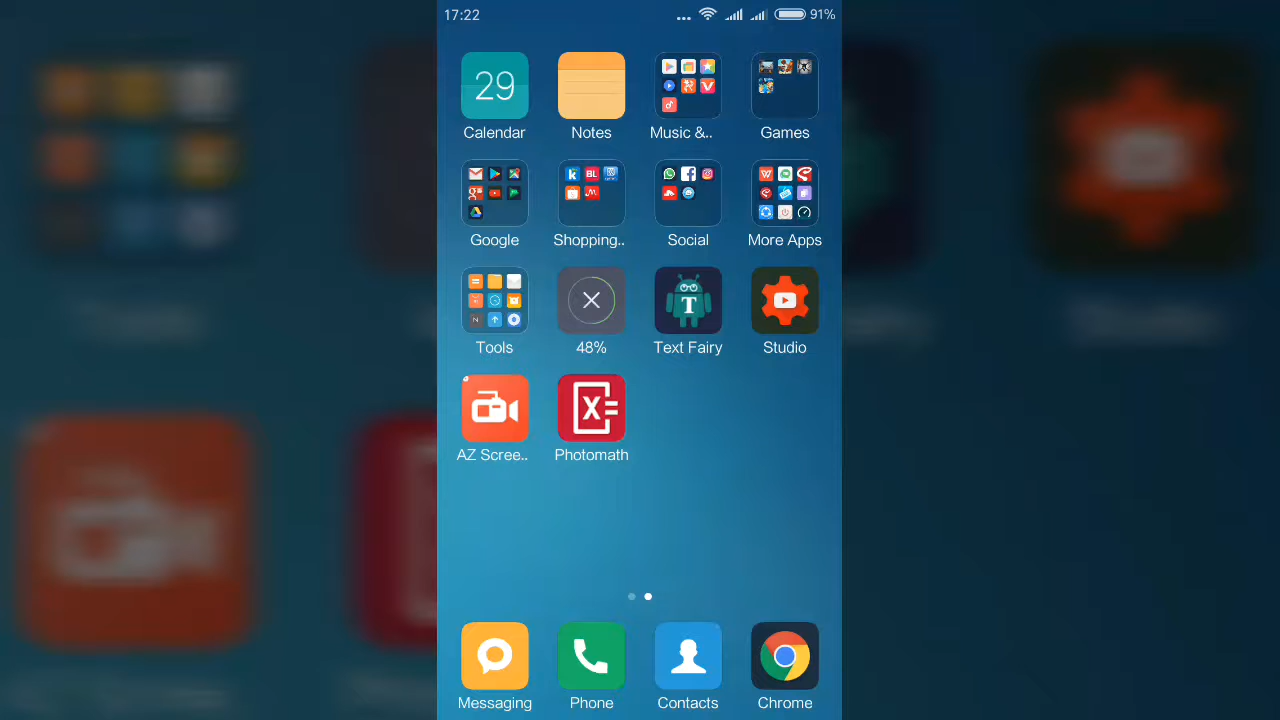 17:22 ... 91%
29
Calendar Notes Music &.. Games
Google Shopping.. Social More Apps
T
Tools 48% Text Fairy Studio
X
AZ Scree.. Photomath
Messaging Phone Contacts Chrome